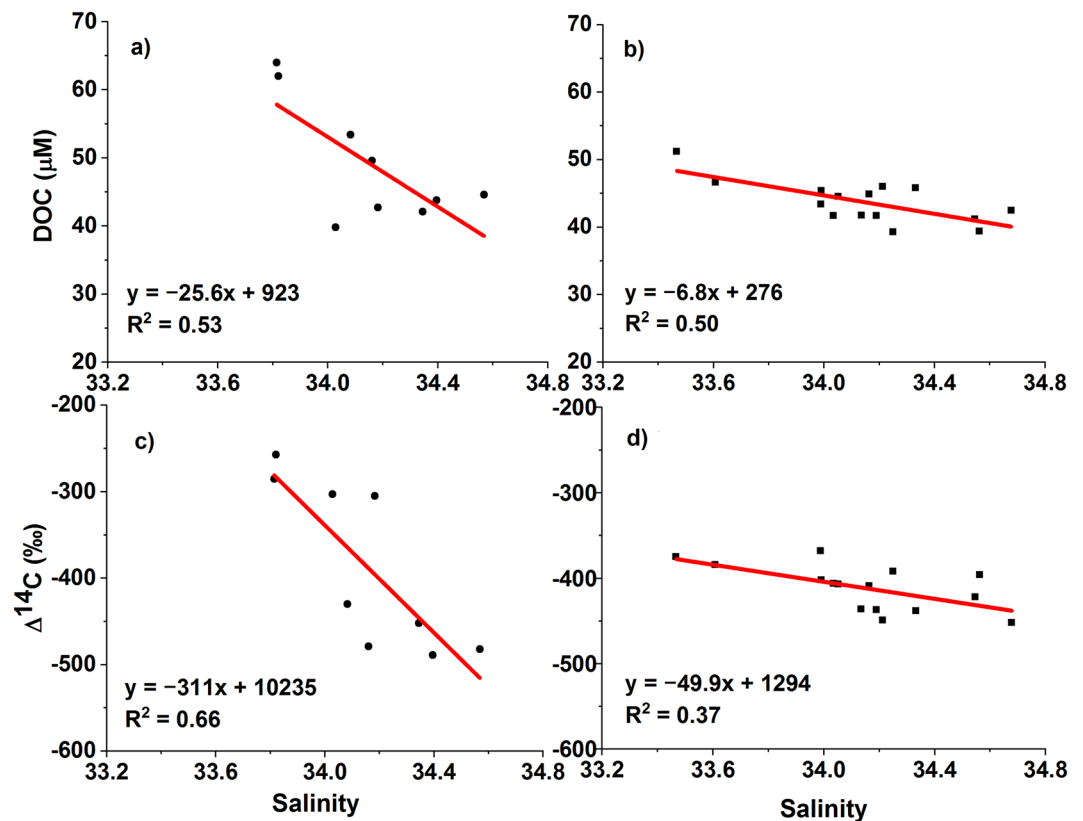 a)
70
60
50
40
30
20
DOC (μM)
y = −25.6x + 923
R² = 0.53
33.2 33.6 34.0 34.4 34.8
b)
70
60
50
40
30
20
y = −6.8x + 276
R² = 0.50
33.2 33.6 34.0 34.4 34.8
c)
-200
-300
-400
-500
-600
Δ¹⁴C (‰)
y = −311x + 10235
R² = 0.66
33.2 33.6 34.0 34.4 34.8
Salinity
d)
-200
-300
-400
-500
-600
y = −49.9x + 1294
R² = 0.37
33.2 33.6 34.0 34.4 34.8
Salinity